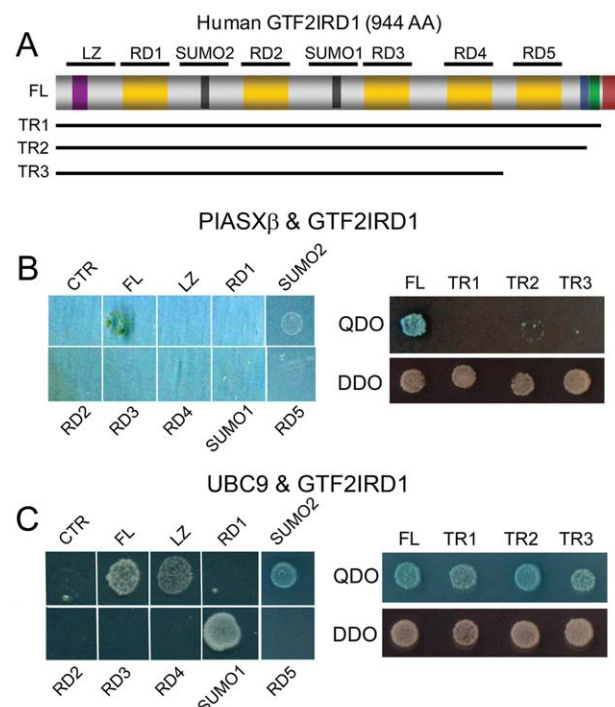 A
Human GTF2IRD1 (944 AA)
LZ RD1 SUMO2 RD2 SUMO1 RD3 RD4 RD5
FL
TR1
TR2
TR3
PIASXβ & GTF2IRD1
B
CTR FL LZ RD1 SUMO2
RD2 RD3 RD4 SUMO1 RD5
FL TR1 TR2 TR3
QDO
DDO
UBC9 & GTF2IRD1
C
CTR FL LZ RD1 SUMO2
RD2 RD3 RD4 SUMO1 RD5
FL TR1 TR2 TR3
QDO
DDO